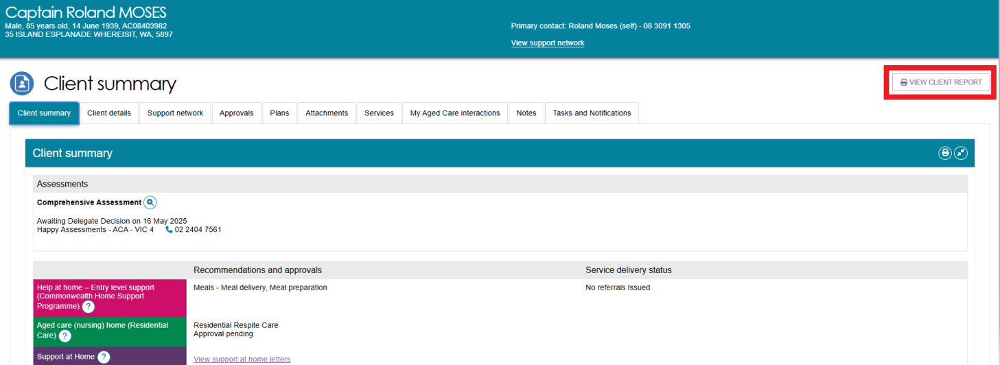 Captain Roland MOSES
Male, 85 years old, 14 June 1939, AC08403982
35 ISLAND ESPLANADE WHEREISIT, WA, 5897
Primary contact: Roland Moses (self) - 08 3091 1305
View support network
Client summary
VIEW CLIENT REPORT
Client summary
Client details
Support network
Approvals
Plans
Attachments
Services
My Aged Care interactions
Notes
Tasks and Notifications
Client summary
Assessments
Comprehensive Assessment
Awaiting Delegate Decision on 16 May 2025
Happy Assessments - ACA - VIC 4 02 2404 7561
Recommendations and approvals
Service delivery status
Help at home – Entry level support
(Commonwealth Home Support
Programme) ?
Meals - Meal delivery, Meal preparation
No referrals Issued
Aged care (nursing) home (Residential
Care) ?
Residential Respite Care
Approval pending
Support at Home ?
View support at home letters